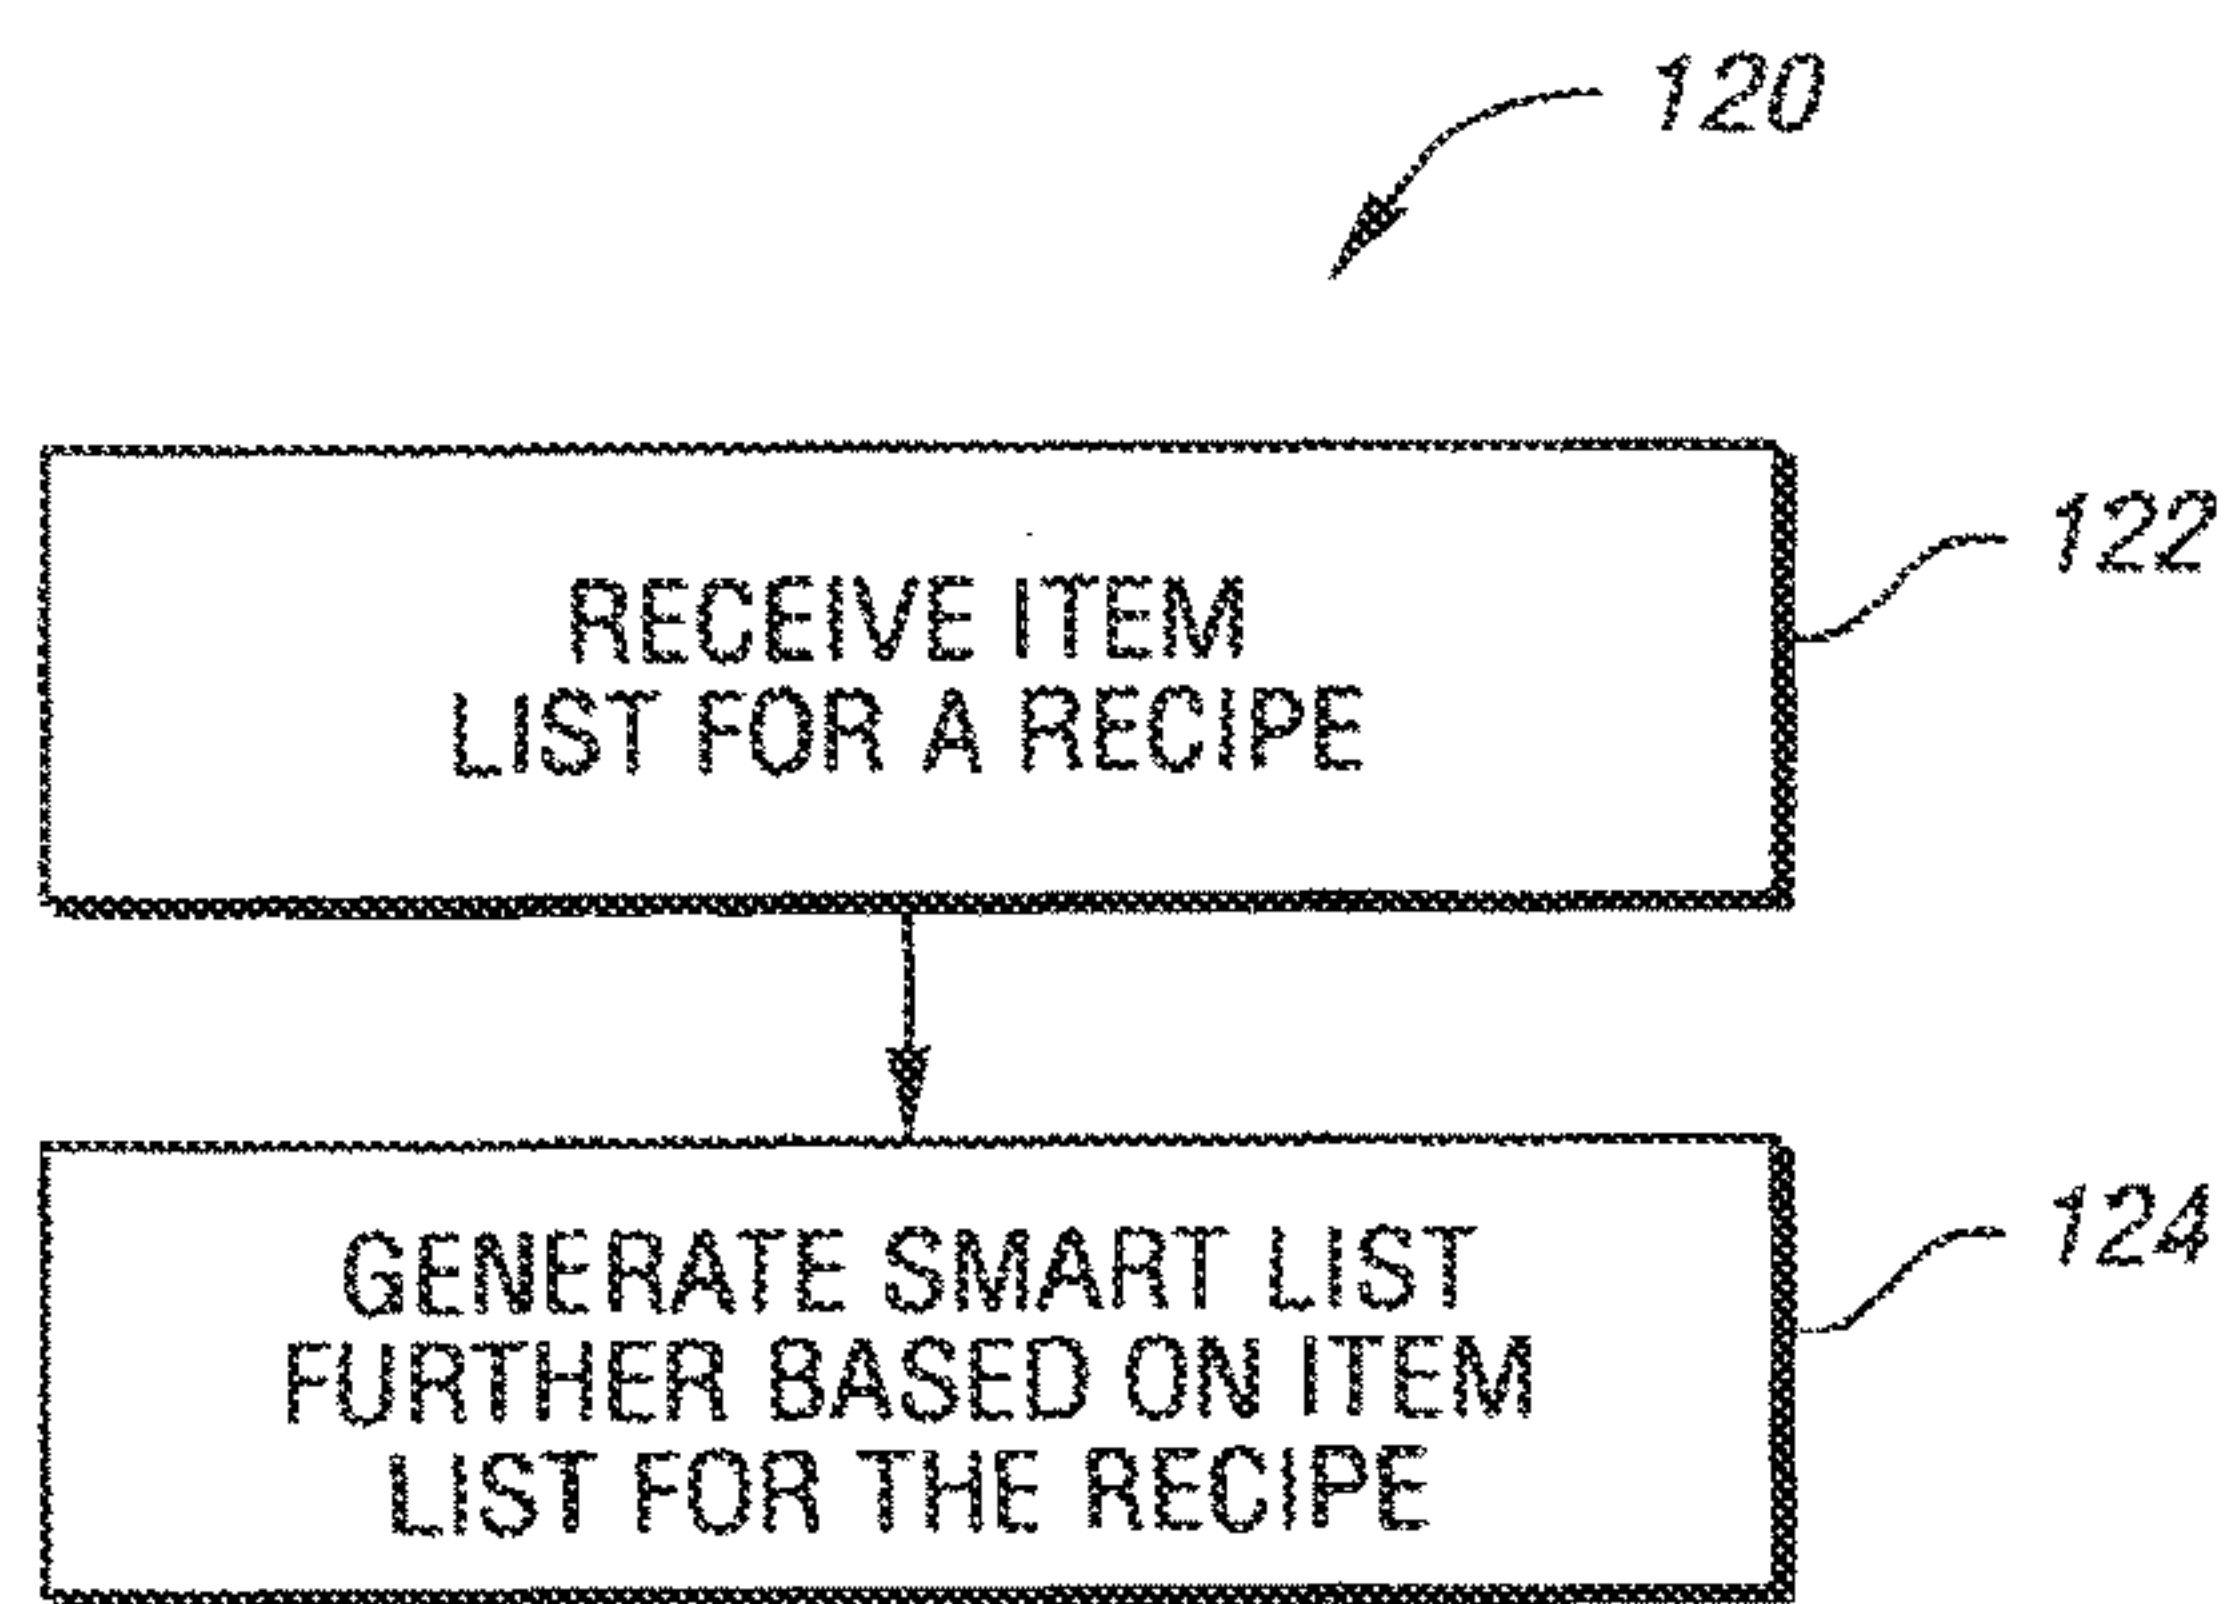 120
RECEIVE ITEM
LIST FOR A RECIPE
122
GENERATE SMART LIST
FURTHER BASED ON ITEM
LIST FOR THE RECIPE
124